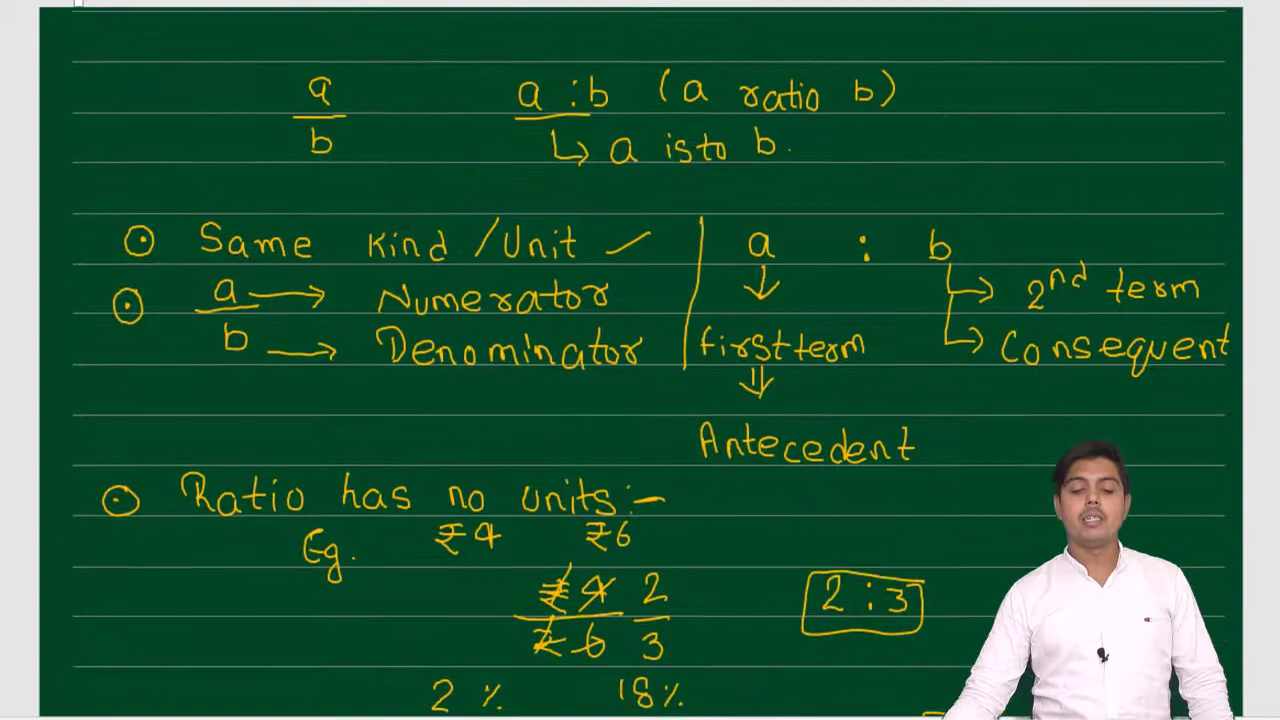 a/b a : b (a ratio b)
↳ a is to b.
⊙ Same Kind / Unit ✓ a : b
⊙ a/b → Numerator ↓ → 2nd term
→ Denominator first term → Consequent
⇓
Antecedent
⊙ Ratio has no units :-
Eg. ₹4 ₹6
₹4/₹6 2/3 2 : 3
2 % 18%